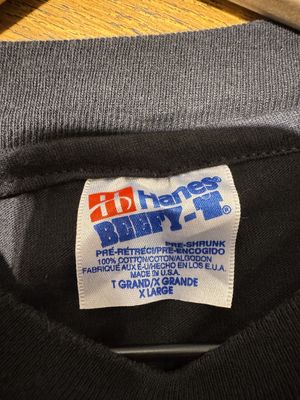 Hanes®
BEEFY-T®
PRE-SHRUNK
PRE-RÉTRÉCI/PRE-ENCOGIDO
100% COTTON/COTON/ALGODON
FABRIQUÉ AUX É-U/HECHO EN LOS E.U.A.
MADE IN U.S.A.
T GRAND/X GRANDE
X LARGE